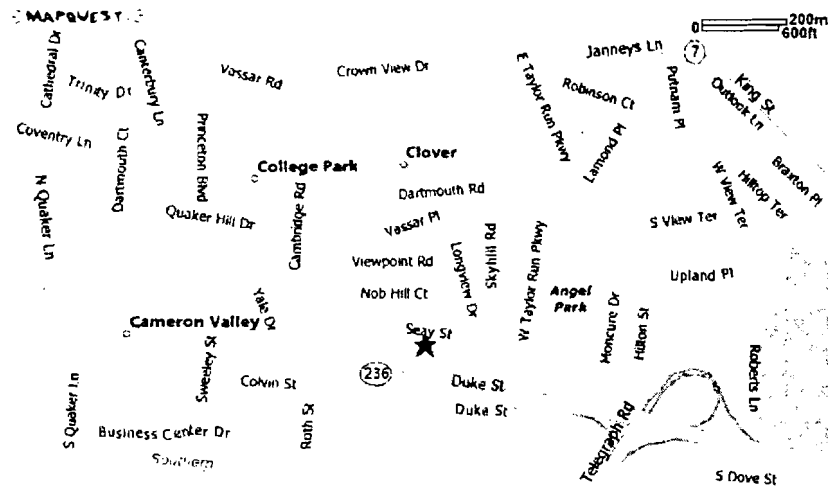 MAPQUEST
0 200m
600ft
Cathedral Dr
Trinity Dr
Canterbury Ln
Vassar Rd
Crown View Dr
E Taylor Run Pkwy
Janneys Ln
7
Robinson Ct
Putnam Pl
King St
Outlook Ln
Coventry Ln
Dartmouth Ct
Princeton Blvd
College Park
Clover
Lamond Pl
Braxton Pl
Hilltop Ter
W View Ter
N Quaker Ln
Quaker Hill Dr
Cambridge Rd
Dartmouth Rd
Vassar Pl
S View Ter
Viewpoint Rd
Longview Dr
Skyhill Rd
W Taylor Run Pkwy
Upland Pl
Nob Hill Ct
Angel
Park
Yale Dr
Cameron Valley
Seay St
Moncure Dr
Hilton St
Sweeley St
Colvin St
236
Duke St
Duke St
Roberts Ln
S Quaker Ln
Business Center Dr
Roth St
Telegraph Rd
Southern
S Dove St